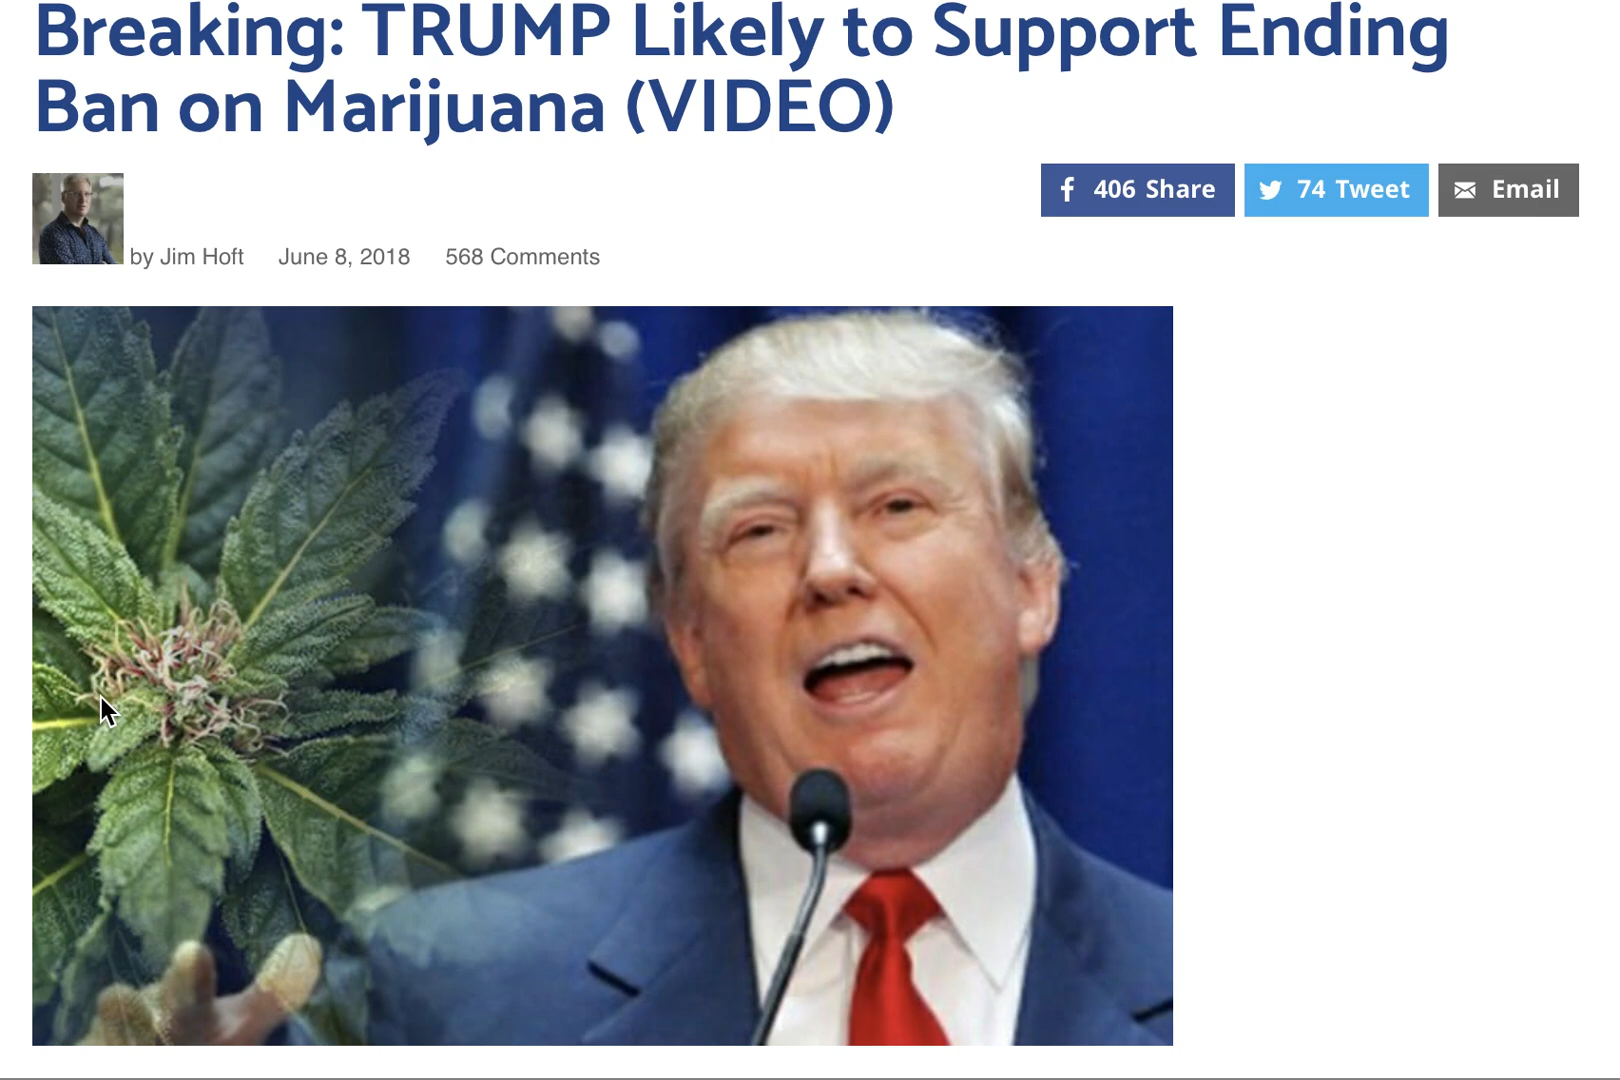 Breaking: TRUMP Likely to Support Ending
Ban on Marijuana (VIDEO)
406 Share
74 Tweet
Email
by Jim Hoft June 8, 2018 568 Comments